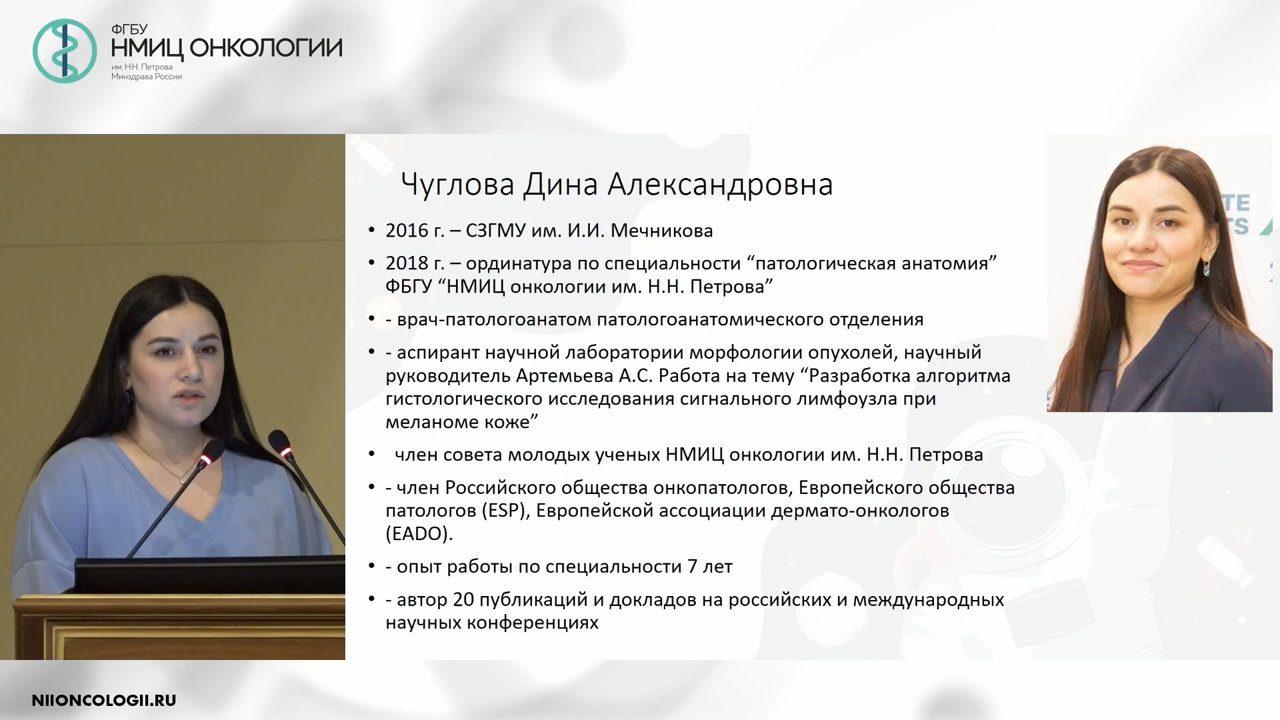 ФГБУ
НМИЦ ОНКОЛОГИИ
им. Н.Н. Петрова
Минздрава России
Чуглова Дина Александровна
• 2016 г. – СЗГМУ им. И.И. Мечникова
• 2018 г. – ординатура по специальности “патологическая анатомия”
ФБГУ “НМИЦ онкологии им. Н.Н. Петрова”
• - врач-патологоанатом патологоанатомического отделения
• - аспирант научной лаборатории морфологии опухолей, научный
руководитель Артемьева А.С. Работа на тему “Разработка алгоритма
гистологического исследования сигнального лимфоузла при
меланоме коже”
• член совета молодых ученых НМИЦ онкологии им. Н.Н. Петрова
• - член Российского общества онкопатологов, Европейского общества
патологов (ESP), Европейской ассоциации дермато-онкологов
(EADO).
• - опыт работы по специальности 7 лет
• - автор 20 публикаций и докладов на российских и международных
научных конференциях
NIIONCOLOGII.RU